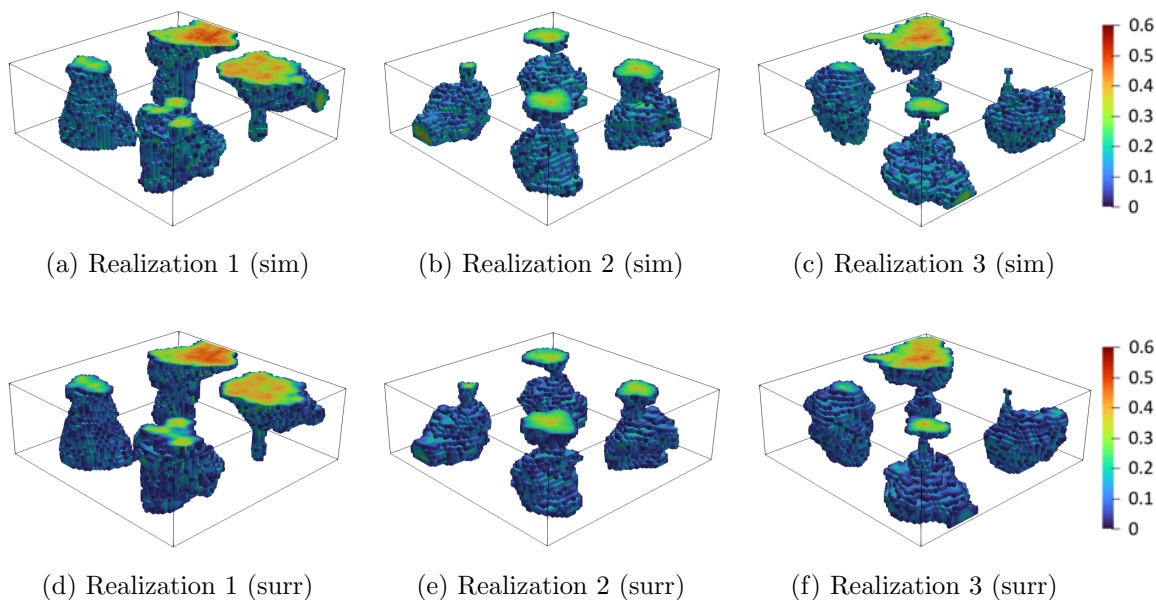 0.6
0.5
0.4
0.3
0.2
0.1
0
(a) Realization 1 (sim)
(b) Realization 2 (sim)
(c) Realization 3 (sim)
0.6
0.5
0.4
0.3
0.2
0.1
0
(d) Realization 1 (surr)
(e) Realization 2 (surr)
(f) Realization 3 (surr)